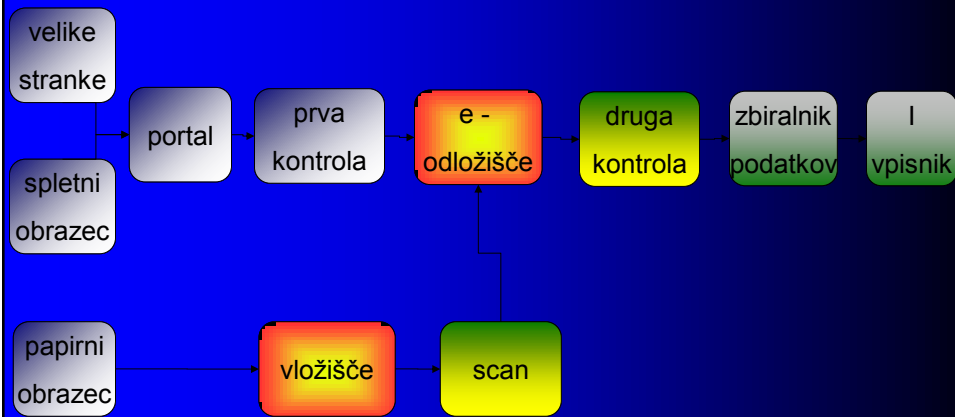 velike
stranke
spletni
obrazec
portal
prva
kontrola
e -
odložišče
druga
kontrola
zbiralnik
podatkov
I
vpisnik
papirni
obrazec
vložišče
scan